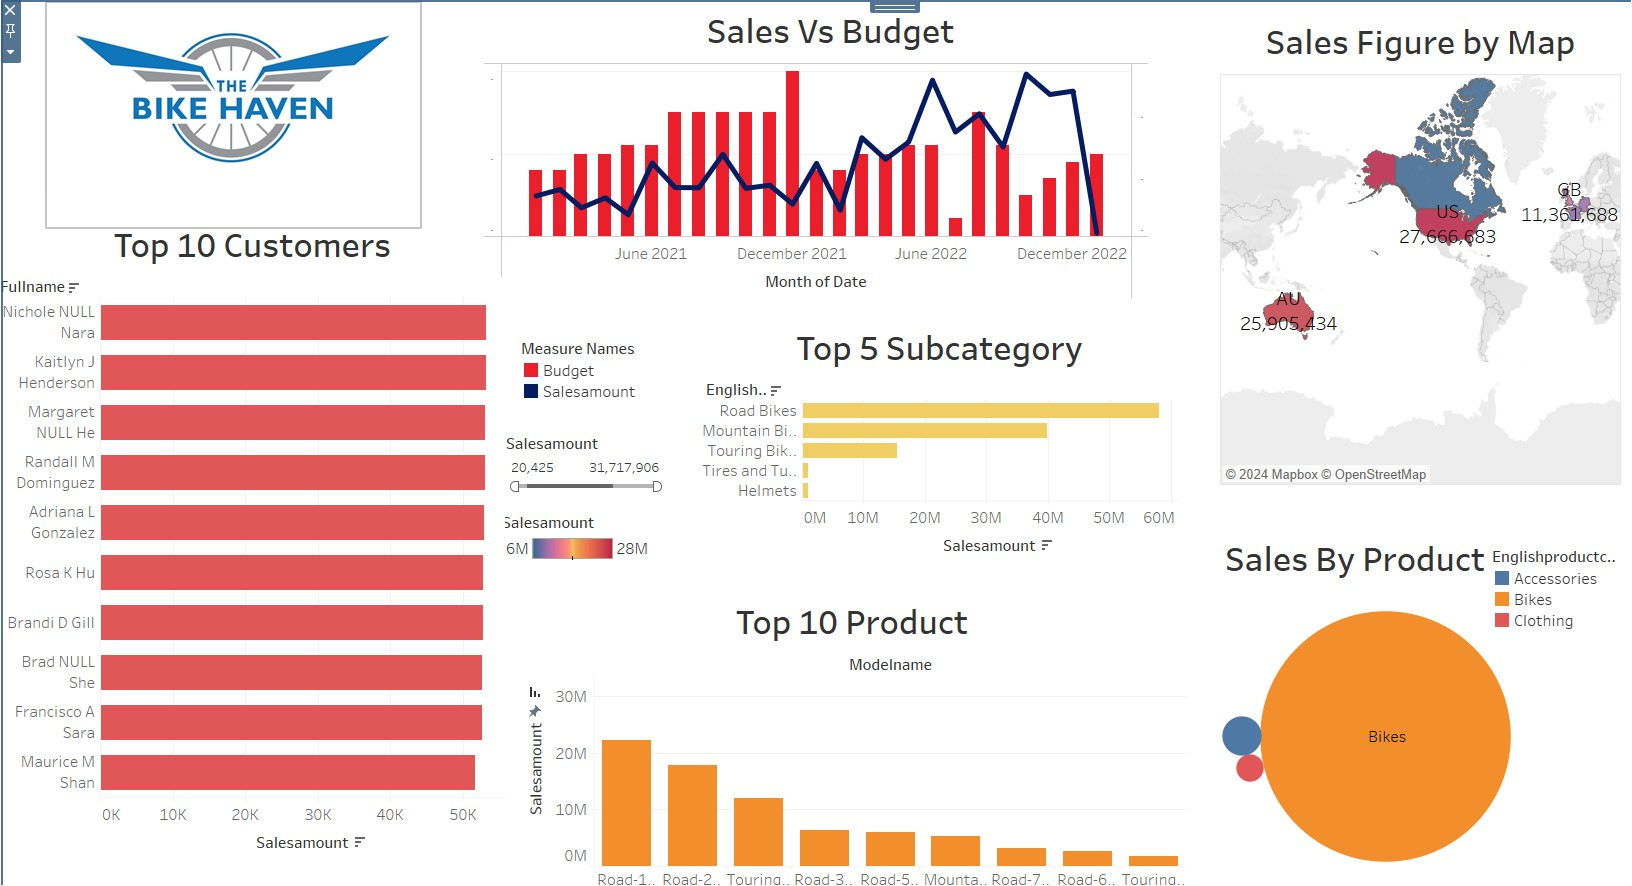 THE
BIKE HAVEN
Top 10 Customers
Fullname
Nichole NULL
Nara
Kaitlyn J
Henderson
Margaret
NULL He
Randall M
Dominguez
Adriana L
Gonzalez
Rosa K Hu
Brandi D Gill
Brad NULL
She
Francisco A
Sara
Maurice M
Shan
0K 10K 20K 30K 40K 50K
Salesamount
Sales Vs Budget
June 2021 December 2021 June 2022 December 2022
Month of Date
Measure Names
Budget
Salesamount
Salesamount
20,425 31,717,906
Salesamount
6M 28M
Top 5 Subcategory
English..
Road Bikes
Mountain Bi..
Touring Bik..
Tires and Tu..
Helmets
0M 10M 20M 30M 40M 50M 60M
Salesamount
Top 10 Product
Modelname
Salesamount
30M
20M
10M
0M
Road-1.. Road-2.. Touring.. Road-3.. Road-5.. Mounta.. Road-7.. Road-6.. Touring..
Sales Figure by Map
GB
11,361,688
US
27,666,683
AU
25,905,434
© 2024 Mapbox © OpenStreetMap
Sales By Product
Englishproductc..
Accessories
Bikes
Clothing
Bikes